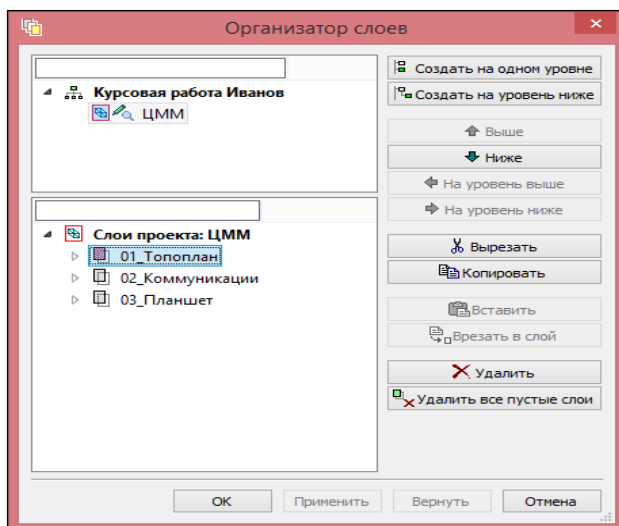 Организатор слоев
Курсовая работа Иванов
ЦММ
Слои проекта: ЦММ
01_Топоплан
02_Коммуникации
03_Планшет
Создать на одном уровне
Создать на уровень ниже
Выше
Ниже
На уровень выше
На уровень ниже
Вырезать
Копировать
Вставить
Врезать в слой
Удалить
Удалить все пустые слои
OK
Применить
Вернуть
Отмена